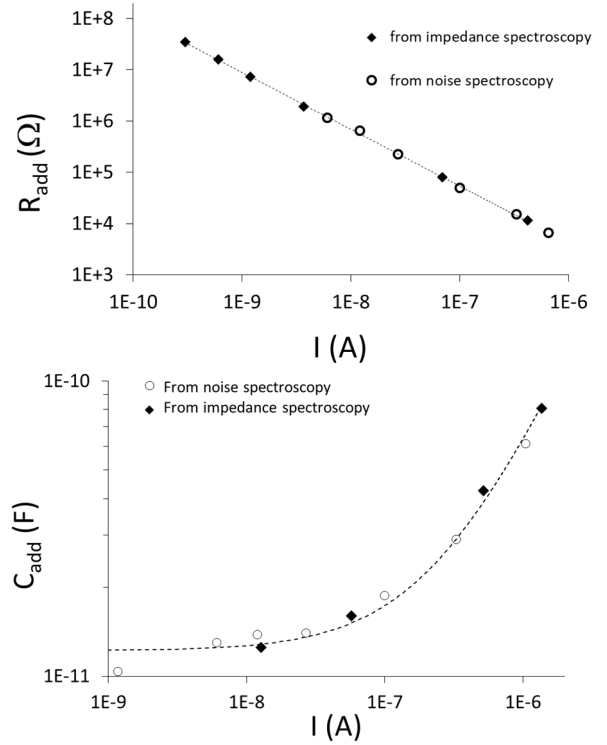 1E+8
from impedance spectroscopy
1E+7
from noise spectroscopy
1E+6
1E+5
1E+4
1E+3
R_add (Ω)
1E-10 1E-9 1E-8 1E-7 1E-6
I (A)
1E-10
From noise spectroscopy
From impedance spectroscopy
C_add (F)
1E-11
1E-9 1E-8 1E-7 1E-6
I (A)